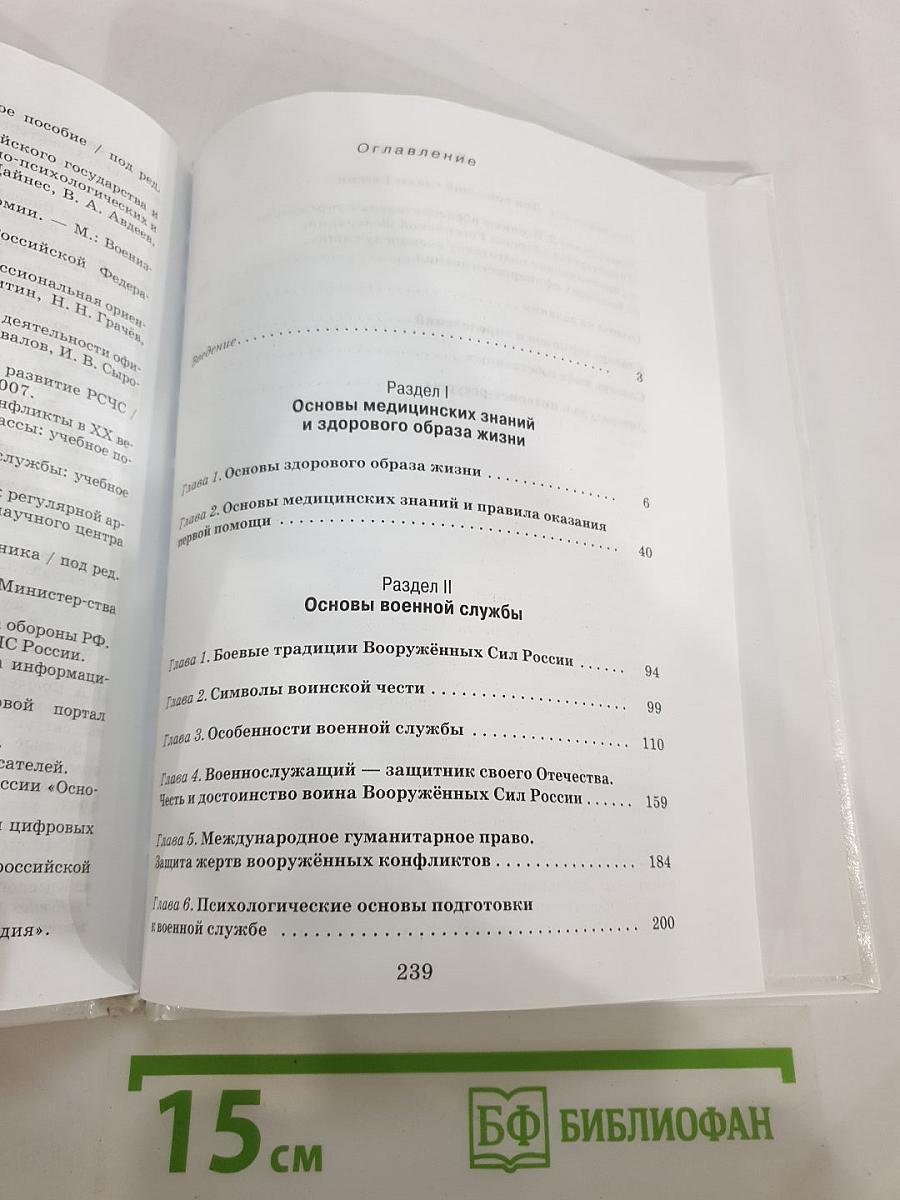 ое пособие / под ред.
йского государства и
о-психологических и
Дайнес, В. А. Авдеев,
омии. — М.: Воениз-
Российской Федера-
ссиональная ориен-
итин, Н. Н. Грачёв,
деятельности офи-
валов, И. В. Сыро-
развитие РСЧС /
007.
нфликты в XX ве-
ассы: учебное по-
службы: учебное
регулярной ар-
научного центра
ника / под ред.
Министер-ства
обороны РФ.
ЧС России.
информаци-
овой портал
сателей.
ссии «Осно-
и цифровых
российской
дия».
Оглавление
Введение 3
Раздел I
Основы медицинских знаний
и здорового образа жизни
Глава 1. Основы здорового образа жизни 6
Глава 2. Основы медицинских знаний и правила оказания
первой помощи 40
Раздел II
Основы военной службы
Глава 1. Боевые традиции Вооружённых Сил России 94
Глава 2. Символы воинской чести 99
Глава 3. Особенности военной службы 110
Глава 4. Военнослужащий — защитник своего Отечества.
Честь и достоинство воина Вооружённых Сил России 159
Глава 5. Международное гуманитарное право.
Защита жертв вооружённых конфликтов 184
Глава 6. Психологические основы подготовки
к военной службе 200
239
15 см
БФ БИБЛИОФАН